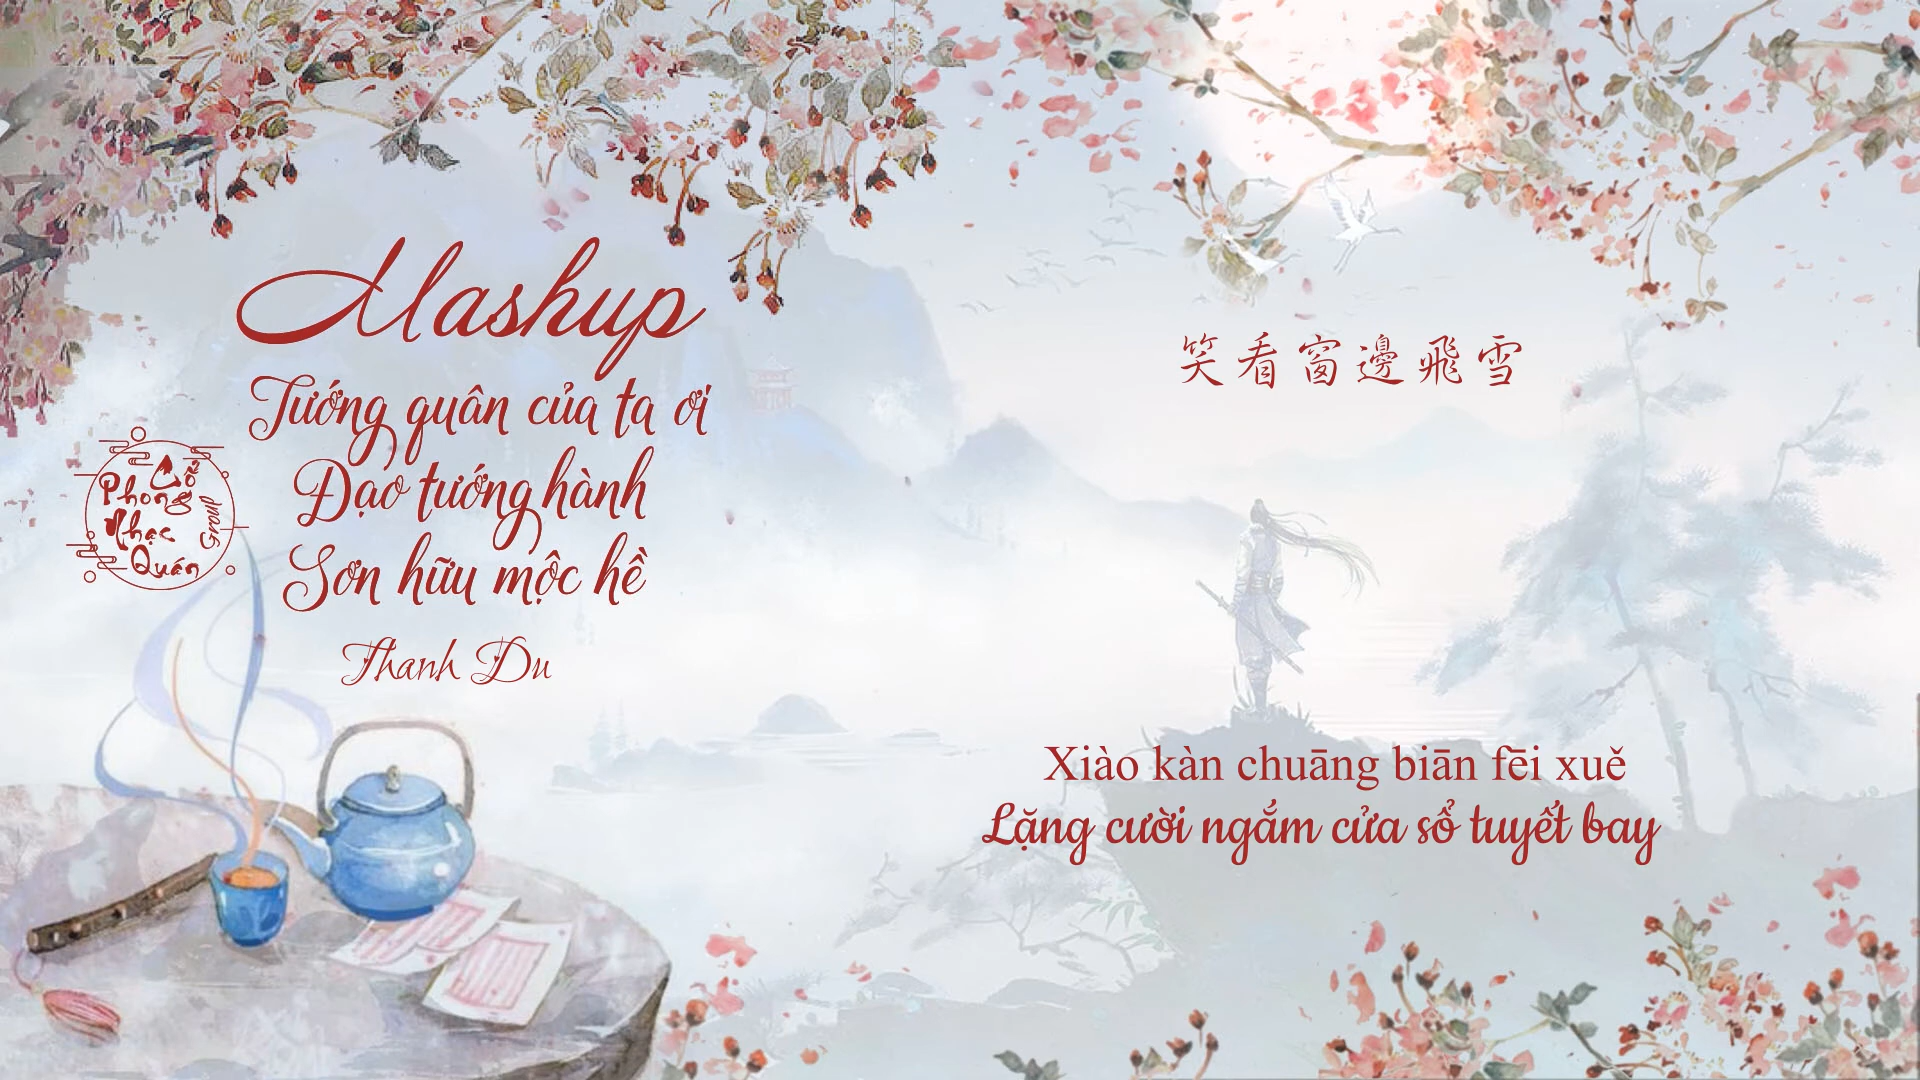 Mashup
Tướng quân của ta ơi
Đạo tướng hành
Sơn hữu mộc hề
Thanh Du
Cổ
Phong
Nhạc
Quán
Group
笑看窗邊飛雪
Xiào kàn chuāng biān fēi xuě
Lặng cười ngắm cửa sổ tuyết bay